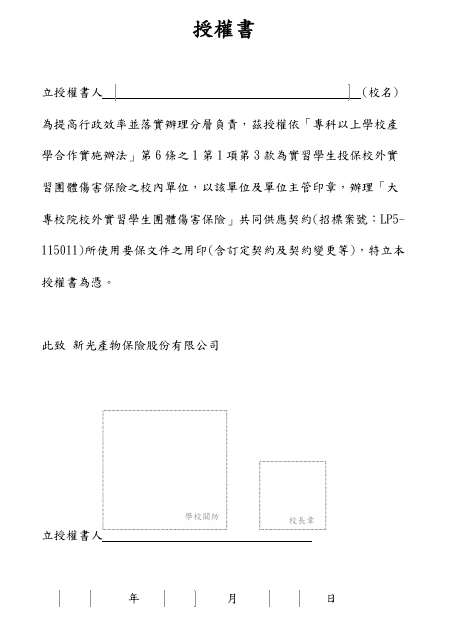 授權書
立授權書人 (校名)
為提高行政效率並落實辦理分層負責，茲授權依「專科以上學校產
學合作實施辦法」第 6 條之 1 第 1 項第 3 款為實習學生投保校外實
習團體傷害保險之校內單位，以該單位及單位主管印章，辦理「大
專校院校外實習學生團體傷害保險」共同供應契約(招標案號：LP5-
115011)所使用要保文件之用印(含訂定契約及契約變更等)，特立本
授權書為憑。
此致 新光產物保險股份有限公司
學校關防
校長章
立授權書人
年 月 日